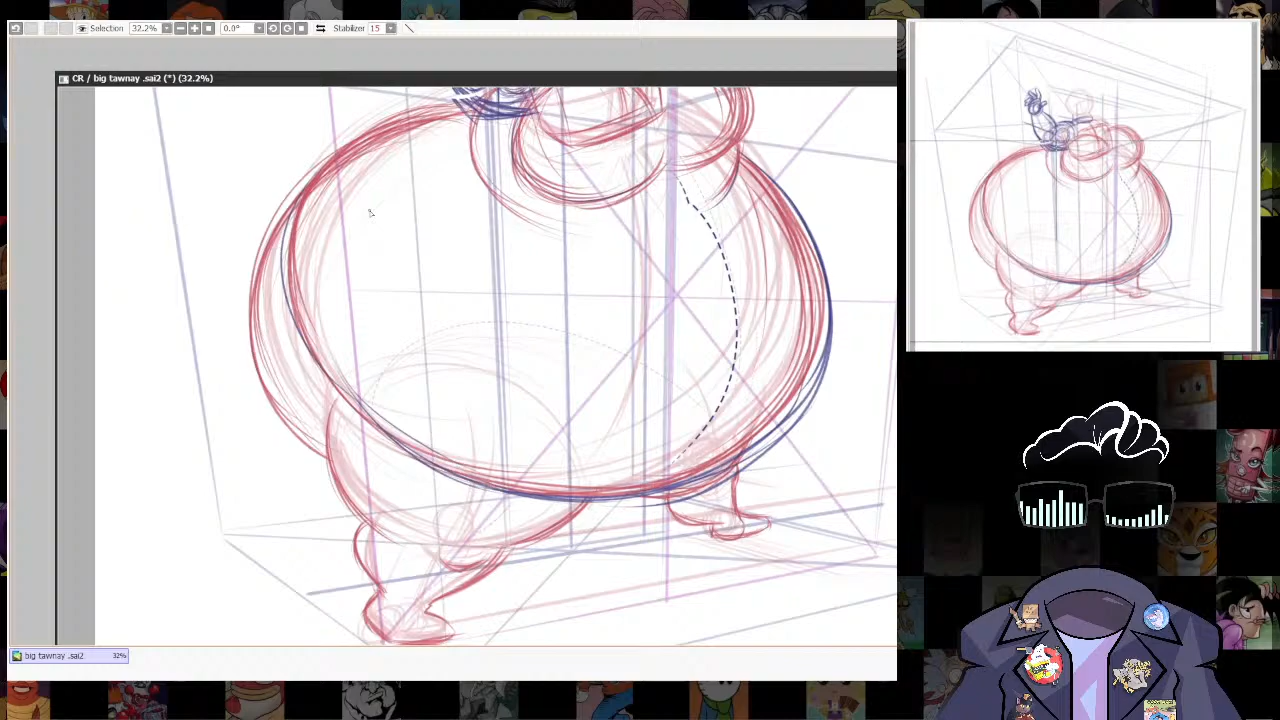 Selection 32.2% 0.0° Stabilizer 15
CR / big tawnay .sai2 (*) (32.2%)
big tawnay .sai2 32%